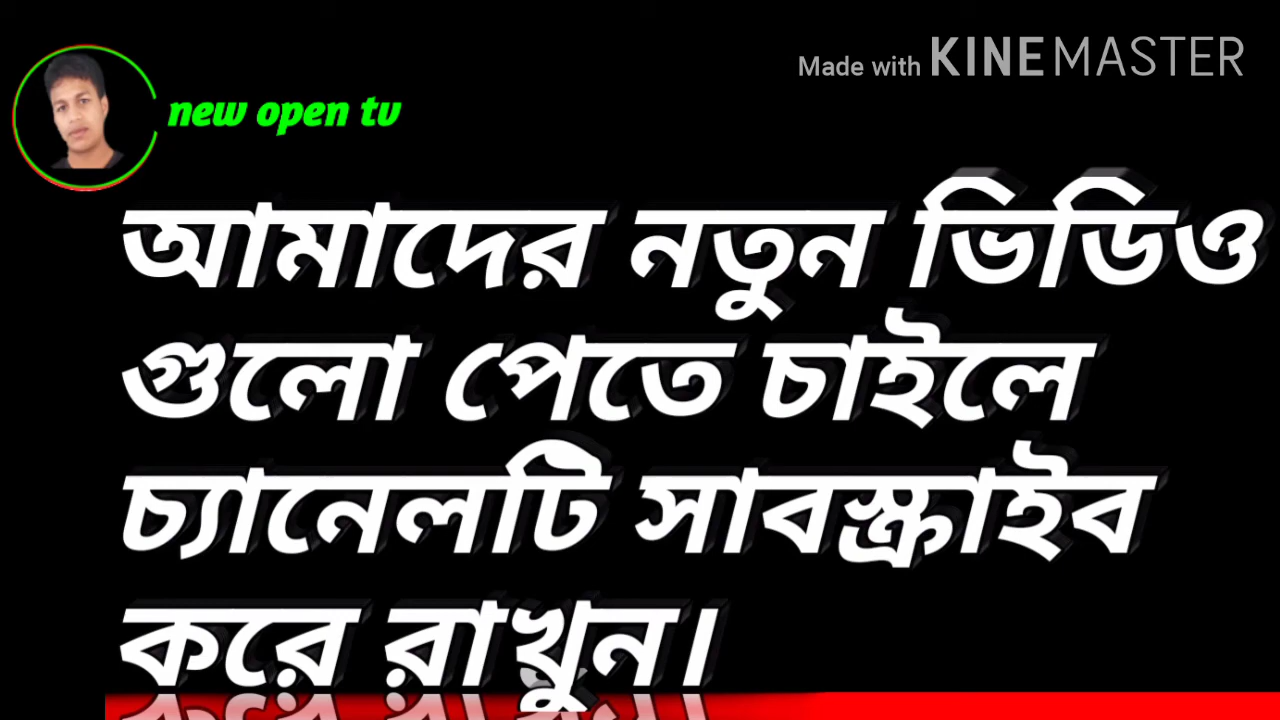 Made with KINEMASTER
new open tv
আমাদের নতুন ভিডিও
গুলো পেতে চাইলে
চ্যানেলটি সাবস্ক্রাইব
করে রাখুন।